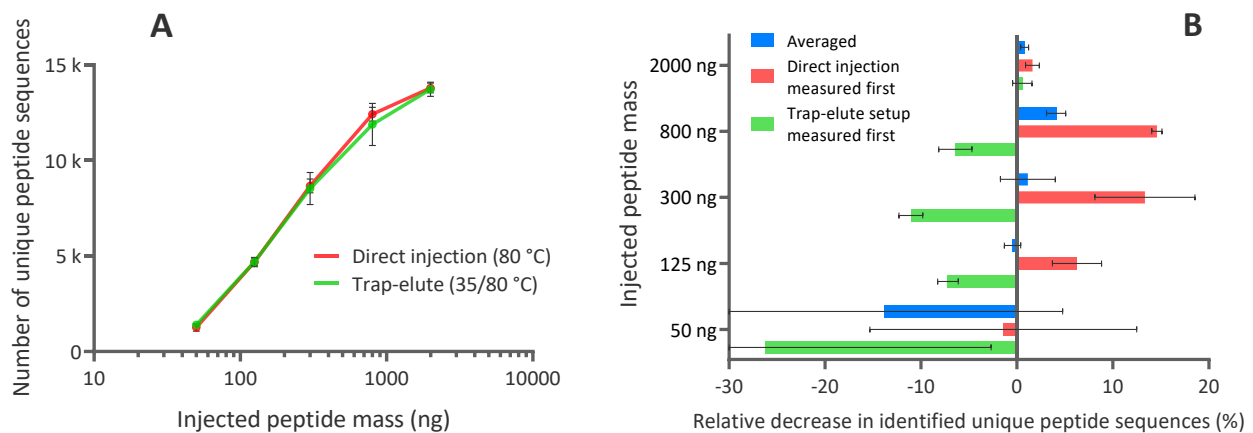 A
Number of unique peptide sequences
15 k
10 k
5 k
0
10
100
1000
10000
Injected peptide mass (ng)
Direct injection (80 °C)
Trap-elute (35/80 °C)
B
Averaged
Direct injection
measured first
Trap-elute setup
measured first
Injected peptide mass
2000 ng
800 ng
300 ng
125 ng
50 ng
-30
-20
-10
0
10
20
Relative decrease in identified unique peptide sequences (%)